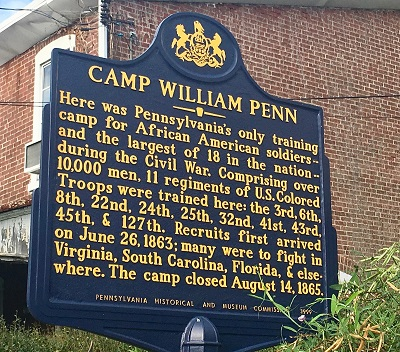 CAMP WILLIAM PENN
Here was Pennsylvania's only training
camp for African American soldiers--
and the largest of 18 in the nation--
during the Civil War. Comprising over
10,000 men, 11 regiments of U.S. Colored
Troops were trained here: the 3rd, 6th,
8th, 22nd, 24th, 25th, 32nd, 41st, 43rd,
45th, & 127th. Recruits first arrived
on June 26, 1863; many were to fight in
Virginia, South Carolina, Florida, & else-
where. The camp closed August 14, 1865.
PENNSYLVANIA HISTORICAL AND MUSEUM COMMISSION 1999